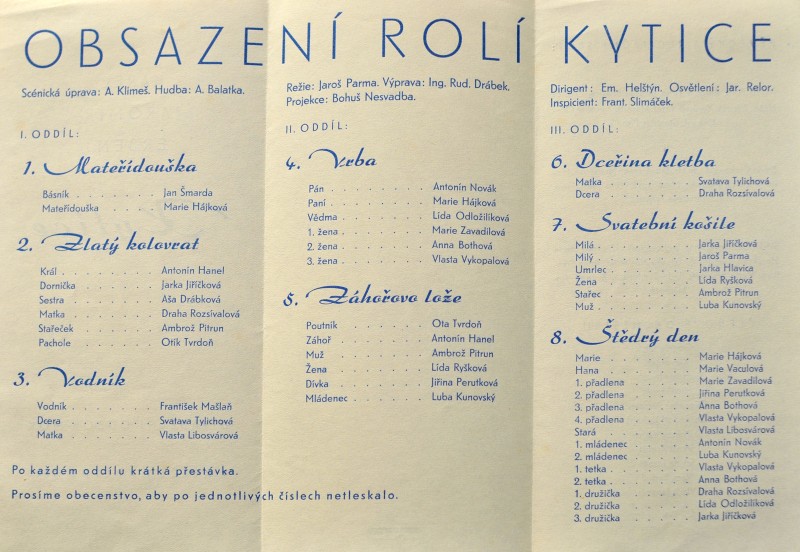 OBSAZENÍ ROLÍ KYTICE
Scénická úprava: A. Klimeš. Hudba: A. Balatka.
I. ODDÍL:
1. Mateřídouška
Básník . . . . . . . Jan Šmarda
Mateřídouška . . . . Marie Hájková
2. Zlatý kolovrat
Král . . . . . . . . Antonín Hanel
Dornička . . . . . . Jarka Jiříčková
Sestra . . . . . . . Aša Drábková
Matka . . . . . . . Draha Rozsívalová
Stařeček . . . . . . Ambrož Pitrun
Pachole . . . . . . Otík Tvrdoň
3. Vodník
Vodník . . . . . . . František Mašlaň
Dcera . . . . . . . Svatava Tylichová
Matka . . . . . . . Vlasta Libosvárová
Po každém oddílu krátká přestávka.
Prosíme obecenstvo, aby po jednotlivých číslech netleskalo.
Režie: Jaroš Parma. Výprava: Ing. Rud. Drábek.
Projekce: Bohuš Nesvadba.
II. ODDÍL:
4. Vrba
Pán . . . . . . . . Antonín Novák
Paní . . . . . . . . Marie Hájková
Vědma . . . . . . . Lída Odložilíková
1. žena . . . . . . . Marie Zavadilová
2. žena . . . . . . . Anna Bothová
3. žena . . . . . . . Vlasta Vykopalová
5. Záhořovo lože
Poutník . . . . . . Ota Tvrdoň
Záhoř . . . . . . . Antonín Hanel
Muž . . . . . . . . Ambrož Pitrun
Žena . . . . . . . . Lída Ryšková
Dívka . . . . . . . Jiřina Perutková
Mládenec . . . . . . Luba Kunovský
Dirigent: Em. Helštýn. Osvětlení: Jar. Relor.
Inspicient: Frant. Slimáček.
III. ODDÍL:
6. Dceřina kletba
Matka . . . . . . . Svatava Tylichová
Dcera . . . . . . . Draha Rozsívalová
7. Svatební košile
Milá . . . . . . . . Jarka Jiříčková
Milý . . . . . . . . Jaroš Parma
Umrlec . . . . . . . Jarka Hlavica
Žena . . . . . . . . Lída Ryšková
Stařec . . . . . . . Ambrož Pitrun
Muž . . . . . . . . Luba Kunovský
8. Štědrý den
Marie . . . . . . . Marie Hájková
Hana . . . . . . . . Marie Vaculová
1. přadlena . . . . . Marie Zavadilová
2. přadlena . . . . . Jiřina Perutková
3. přadlena . . . . . Anna Bothová
4. přadlena . . . . . Vlasta Vykopalová
Stará . . . . . . . Vlasta Libosvárová
1. mládenec . . . . . Antonín Novák
2. mládenec . . . . . Luba Kunovský
1. tetka . . . . . . Vlasta Vykopalová
2. tetka . . . . . . Anna Bothová
1. družička . . . . . Draha Rozsívalová
2. družička . . . . . Lída Odložilíková
3. družička . . . . . Jarka Jiříčková